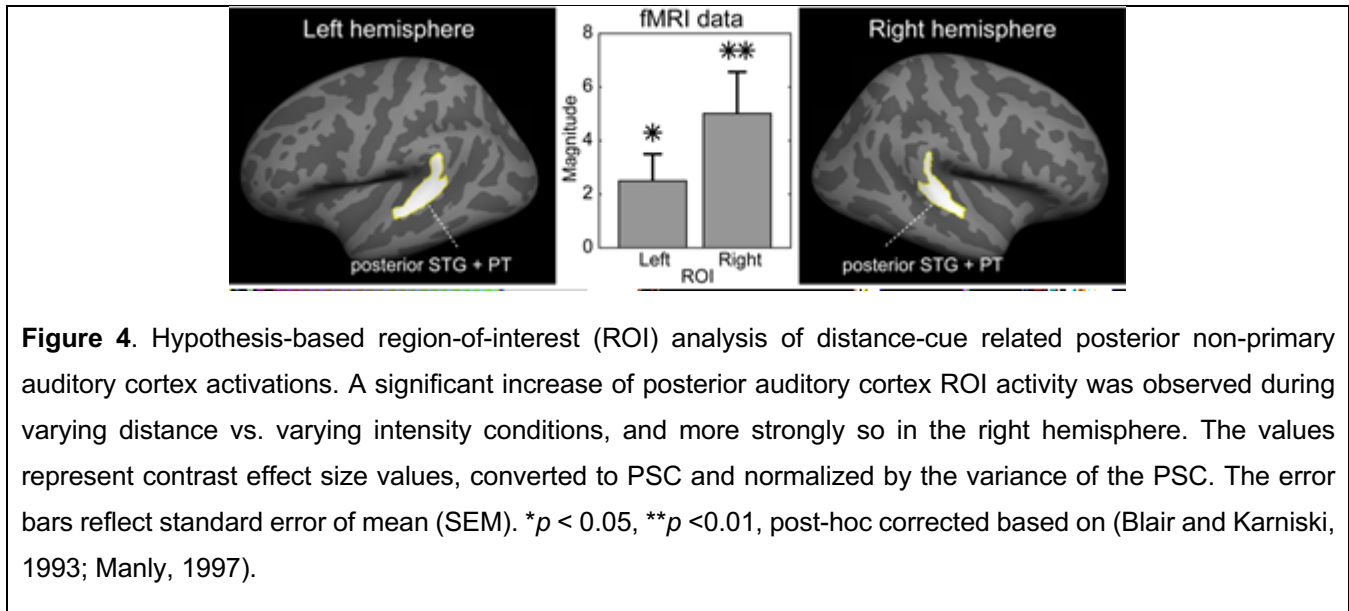 Left hemisphere
posterior STG + PT
fMRI data
8
6
4
2
0
Magnitude
*
**
Left
Right
ROI
Right hemisphere
posterior STG + PT
Figure 4. Hypothesis-based region-of-interest (ROI) analysis of distance-cue related posterior non-primary
auditory cortex activations. A significant increase of posterior auditory cortex ROI activity was observed during
varying distance vs. varying intensity conditions, and more strongly so in the right hemisphere. The values
represent contrast effect size values, converted to PSC and normalized by the variance of the PSC. The error
bars reflect standard error of mean (SEM). *p < 0.05, **p <0.01, post-hoc corrected based on (Blair and Karniski,
1993; Manly, 1997).